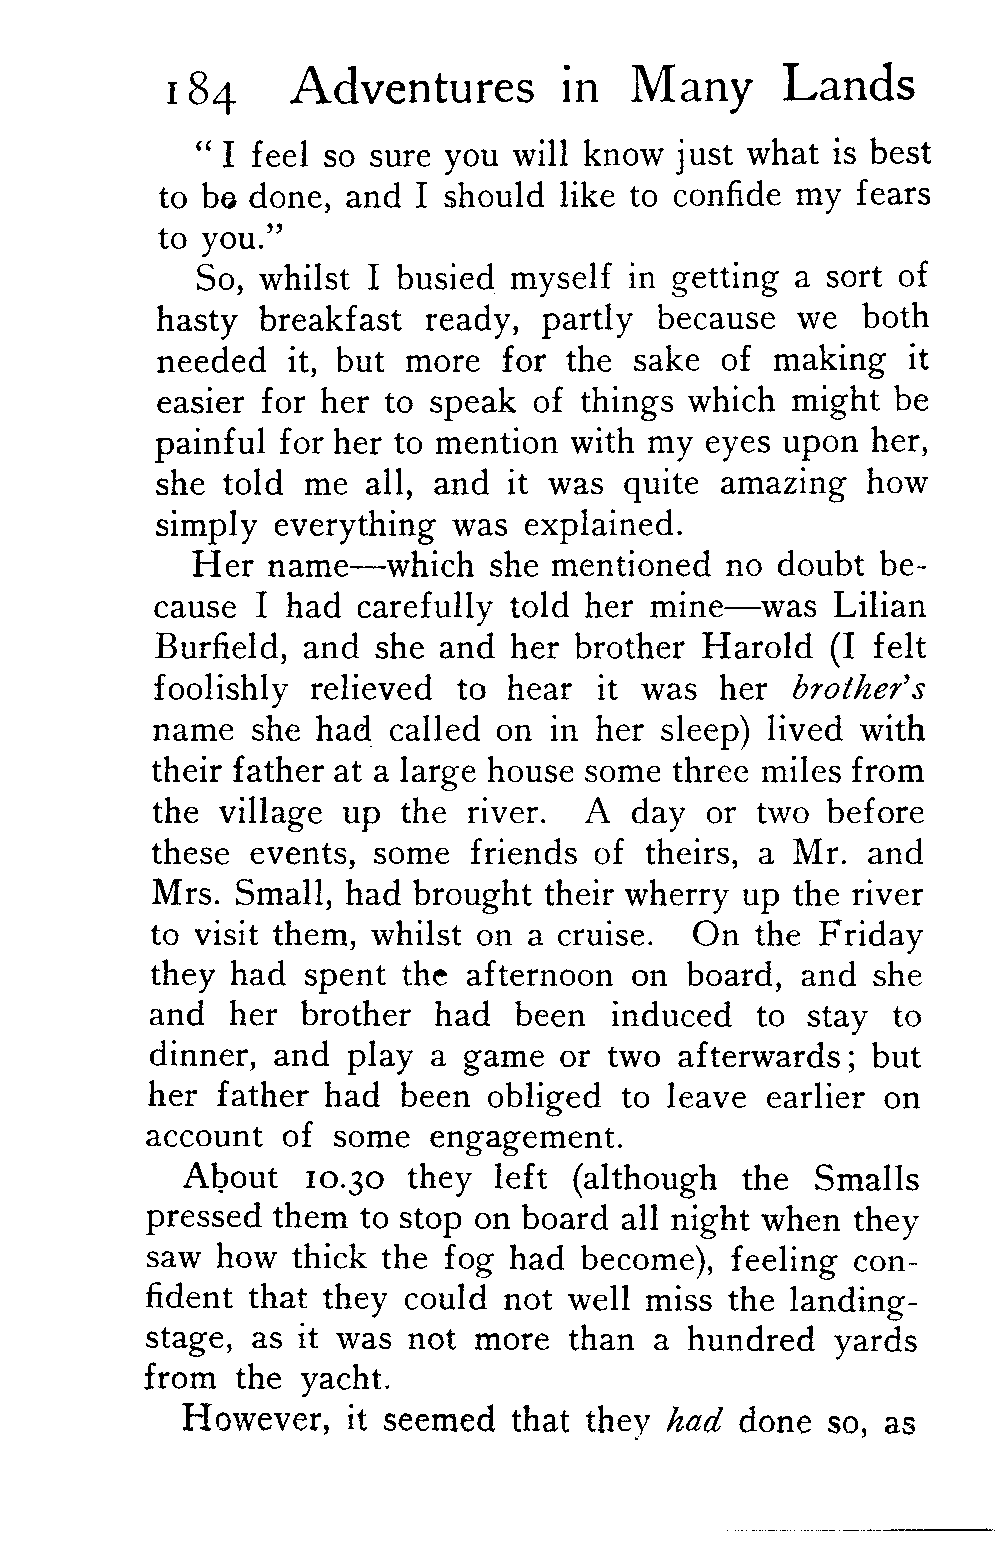 184 Adventures in Many Lands
“ I feel so sure you will know just what is best
to be done, and I should like to confide my fears
to you.”
So, whilst I busied myself in getting a sort of
hasty breakfast ready, partly because we both
needed it, but more for the sake of making it
easier for her to speak of things which might be
painful for her to mention with my eyes upon her,
she told me all, and it was quite amazing how
simply everything was explained.
Her name—which she mentioned no doubt be-
cause I had carefully told her mine—was Lilian
Burfield, and she and her brother Harold (I felt
foolishly relieved to hear it was her brother's
name she had called on in her sleep) lived with
their father at a large house some three miles from
the village up the river. A day or two before
these events, some friends of theirs, a Mr. and
Mrs. Small, had brought their wherry up the river
to visit them, whilst on a cruise. On the Friday
they had spent the afternoon on board, and she
and her brother had been induced to stay to
dinner, and play a game or two afterwards; but
her father had been obliged to leave earlier on
account of some engagement.
About 10.30 they left (although the Smalls
pressed them to stop on board all night when they
saw how thick the fog had become), feeling con-
fident that they could not well miss the landing-
stage, as it was not more than a hundred yards
from the yacht.
However, it seemed that they had done so, as